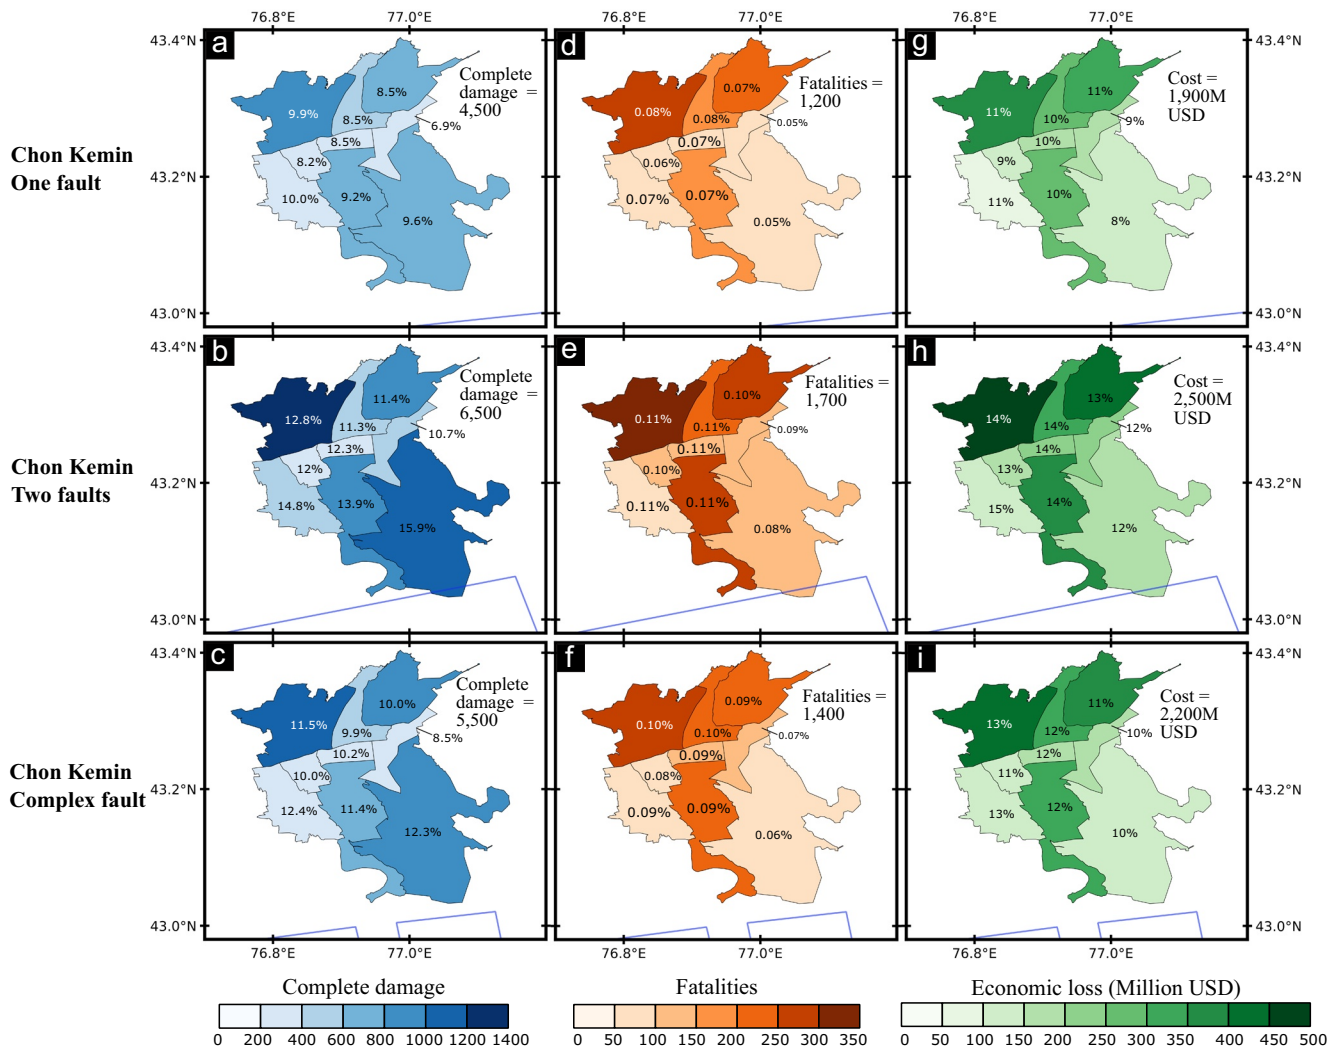 76.8°E 77.0°E 76.8°E 77.0°E
43.4°N a d g 43.4°N
Complete
damage =
4,500
8.5%
9.9%
8.5%
6.9%
8.5%
8.2%
10.0%
9.2%
9.6%
Fatalities =
1,200
0.07%
0.08%
0.08%
0.05%
0.07%
0.06%
0.07%
0.07%
0.05%
Cost =
1,900M
USD
11%
11%
10%
9%
10%
9%
11%
10%
8%
Chon Kemin
One fault
43.2°N 43.2°N
43.0°N 43.0°N
43.4°N b e h 43.4°N
Complete
damage =
6,500
11.4%
12.8%
11.3%
10.7%
12.3%
12%
14.8%
13.9%
15.9%
Fatalities =
1,700
0.10%
0.11%
0.11%
0.09%
0.11%
0.10%
0.11%
0.11%
0.08%
Cost =
2,500M
USD
13%
14%
14%
12%
14%
13%
15%
14%
12%
Chon Kemin
Two faults
43.2°N 43.2°N
43.0°N 43.0°N
43.4°N c f i 43.4°N
Complete
damage =
5,500
10.0%
11.5%
9.9%
8.5%
10.2%
10.0%
12.4%
11.4%
12.3%
Fatalities =
1,400
0.09%
0.10%
0.10%
0.07%
0.09%
0.08%
0.09%
0.09%
0.06%
Cost =
2,200M
USD
11%
13%
12%
10%
12%
11%
13%
12%
10%
Chon Kemin
Complex fault
43.2°N 43.2°N
43.0°N 43.0°N
76.8°E 77.0°E 76.8°E 77.0°E 76.8°E 77.0°E
Complete damage
0 200 400 600 800 1000 1200 1400
Fatalities
0 50 100 150 200 250 300 350
Economic loss (Million USD)
0 50 100 150 200 250 300 350 400 450 500